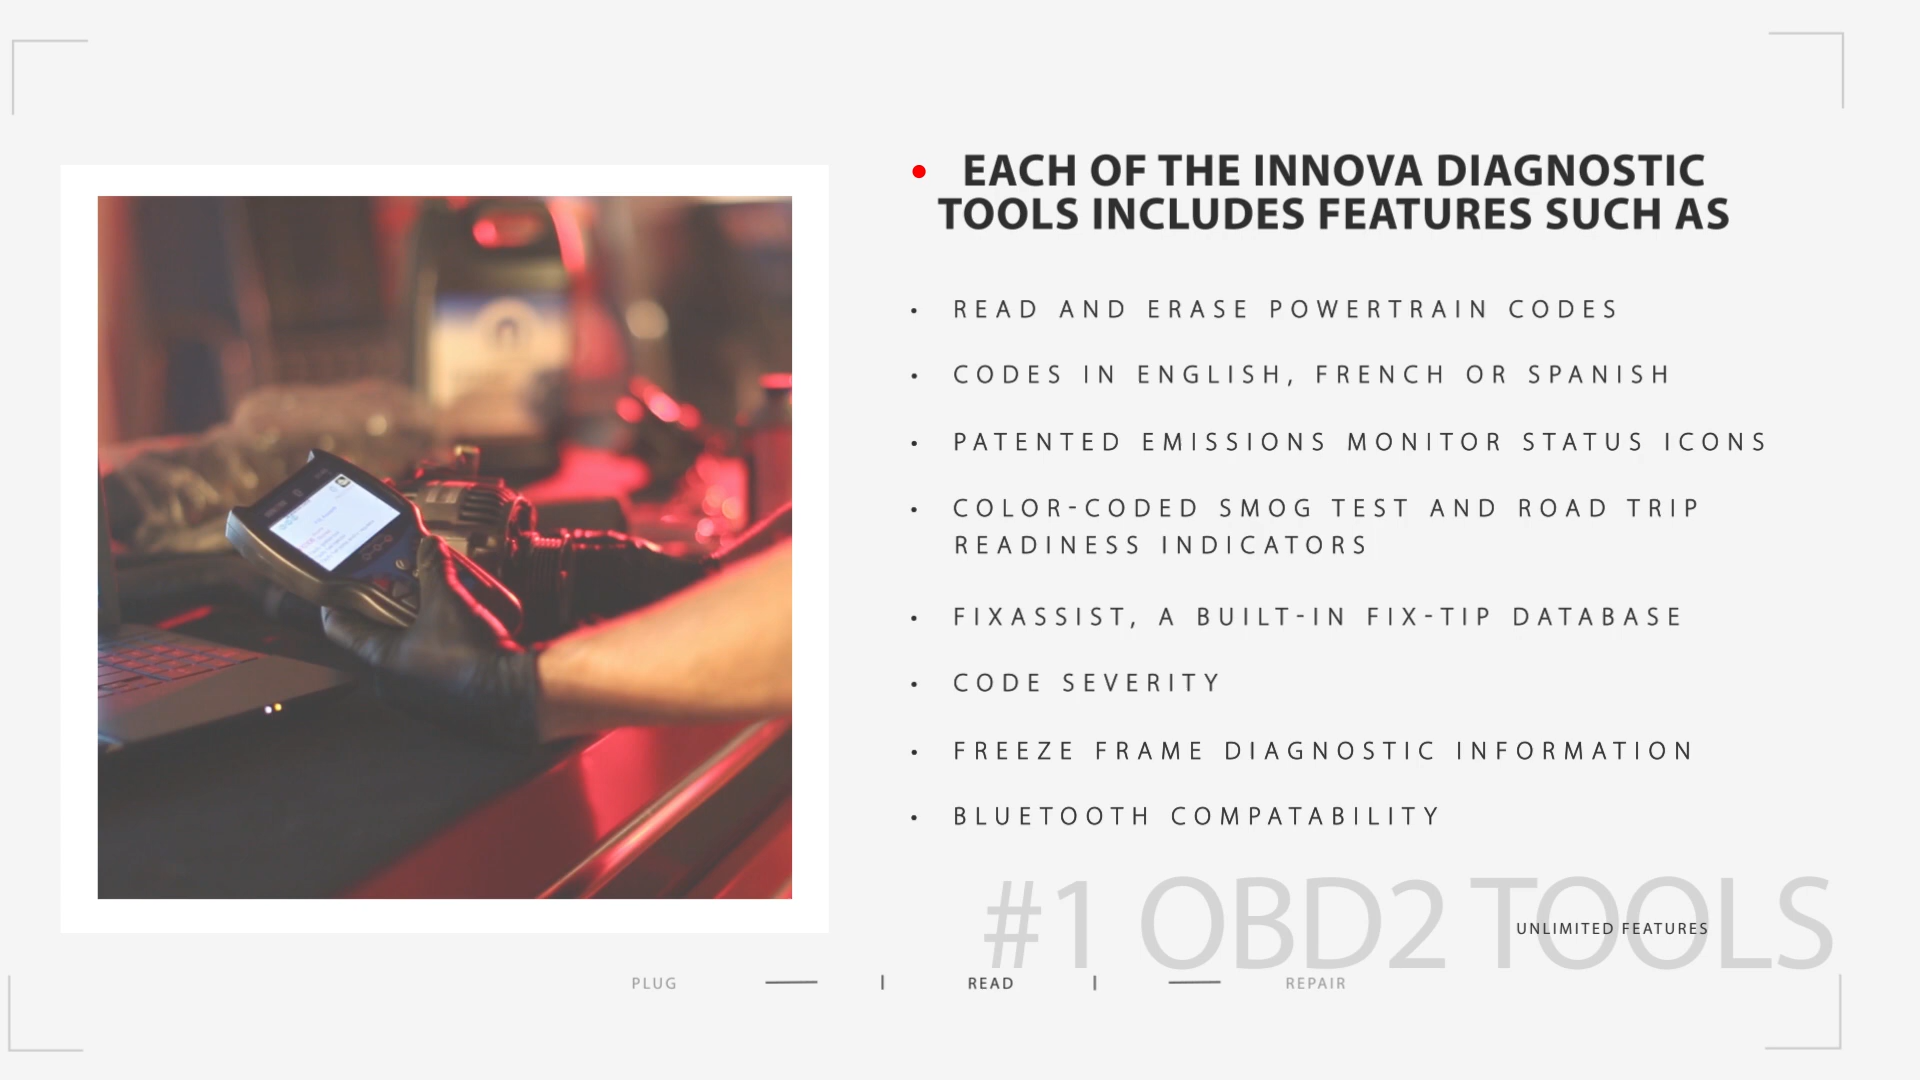 EACH OF THE INNOVA DIAGNOSTIC
TOOLS INCLUDES FEATURES SUCH AS
READ AND ERASE POWERTRAIN CODES
CODES IN ENGLISH, FRENCH OR SPANISH
PATENTED EMISSIONS MONITOR STATUS ICONS
COLOR-CODED SMOG TEST AND ROAD TRIP
READINESS INDICATORS
FIXASSIST, A BUILT-IN FIX-TIP DATABASE
CODE SEVERITY
FREEZE FRAME DIAGNOSTIC INFORMATION
BLUETOOTH COMPATABILITY
#1 OBD2 TOOLS
UNLIMITED FEATURES
PLUG
READ
REPAIR